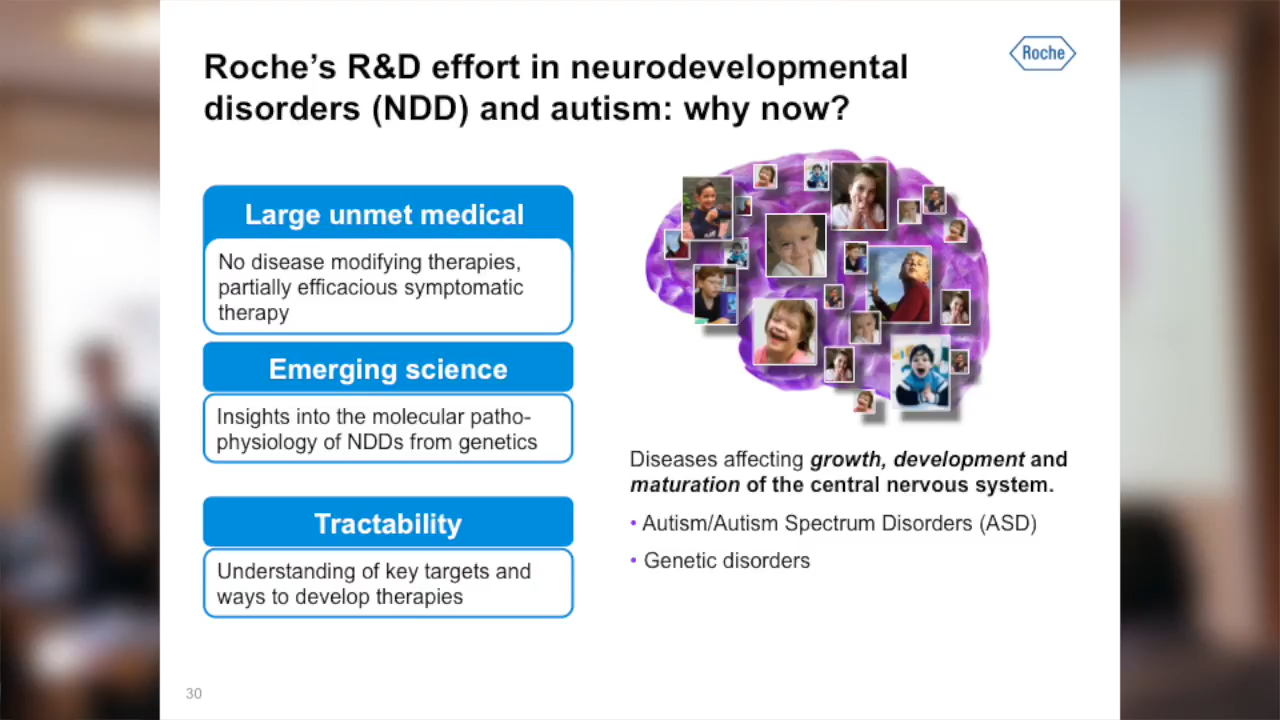 Roche's R&D effort in neurodevelopmental
disorders (NDD) and autism: why now?
Roche
Large unmet medical
No disease modifying therapies,
partially efficacious symptomatic
therapy
Emerging science
Insights into the molecular patho-
physiology of NDDs from genetics
Tractability
Understanding of key targets and
ways to develop therapies
Diseases affecting growth, development and
maturation of the central nervous system.
• Autism/Autism Spectrum Disorders (ASD)
• Genetic disorders
30